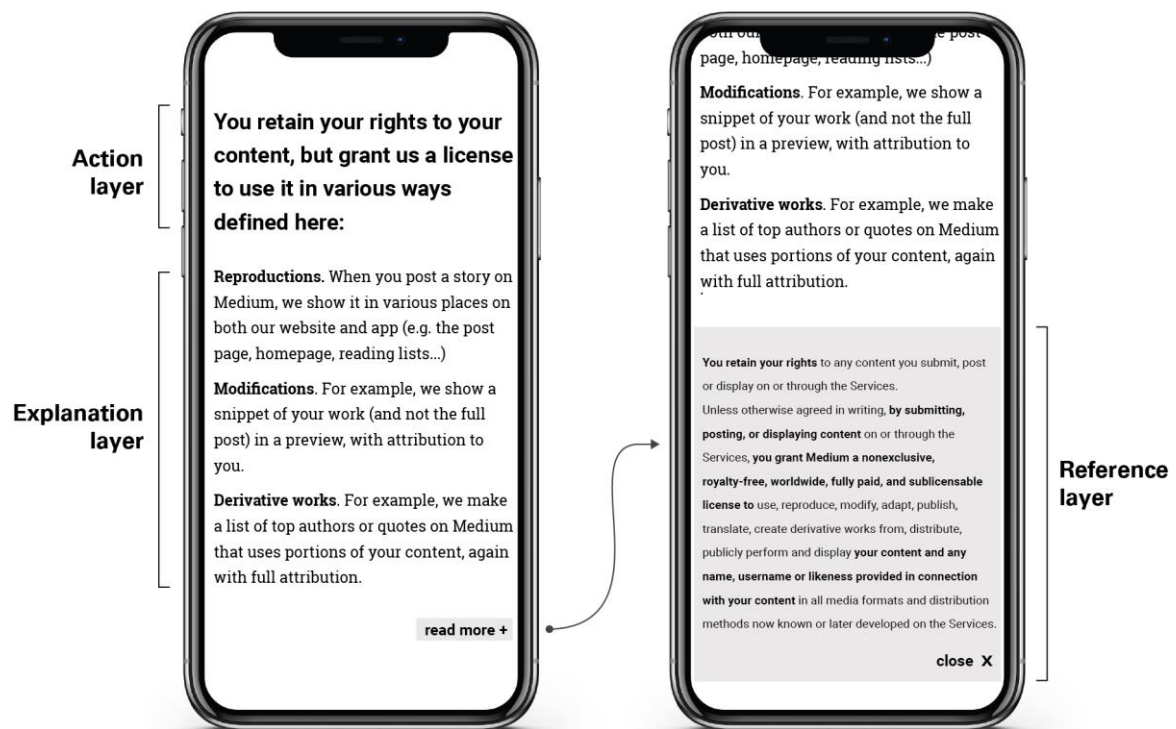 Action
layer
You retain your rights to your
content, but grant us a license
to use it in various ways
defined here:
Explanation
layer
Reproductions. When you post a story on
Medium, we show it in various places on
both our website and app (e.g. the post
page, homepage, reading lists...)
Modifications. For example, we show a
snippet of your work (and not the full
post) in a preview, with attribution to
you.
Derivative works. For example, we make
a list of top authors or quotes on Medium
that uses portions of your content, again
with full attribution.
read more +
page, homepage, reading lists...)
Modifications. For example, we show a
snippet of your work (and not the full
post) in a preview, with attribution to
you.
Derivative works. For example, we make
a list of top authors or quotes on Medium
that uses portions of your content, again
with full attribution.
Reference
layer
You retain your rights to any content you submit, post
or display on or through the Services.
Unless otherwise agreed in writing, by submitting,
posting, or displaying content on or through the
Services, you grant Medium a nonexclusive,
royalty-free, worldwide, fully paid, and sublicensable
license to use, reproduce, modify, adapt, publish,
translate, create derivative works from, distribute,
publicly perform and display your content and any
name, username or likeness provided in connection
with your content in all media formats and distribution
methods now known or later developed on the Services.
close X